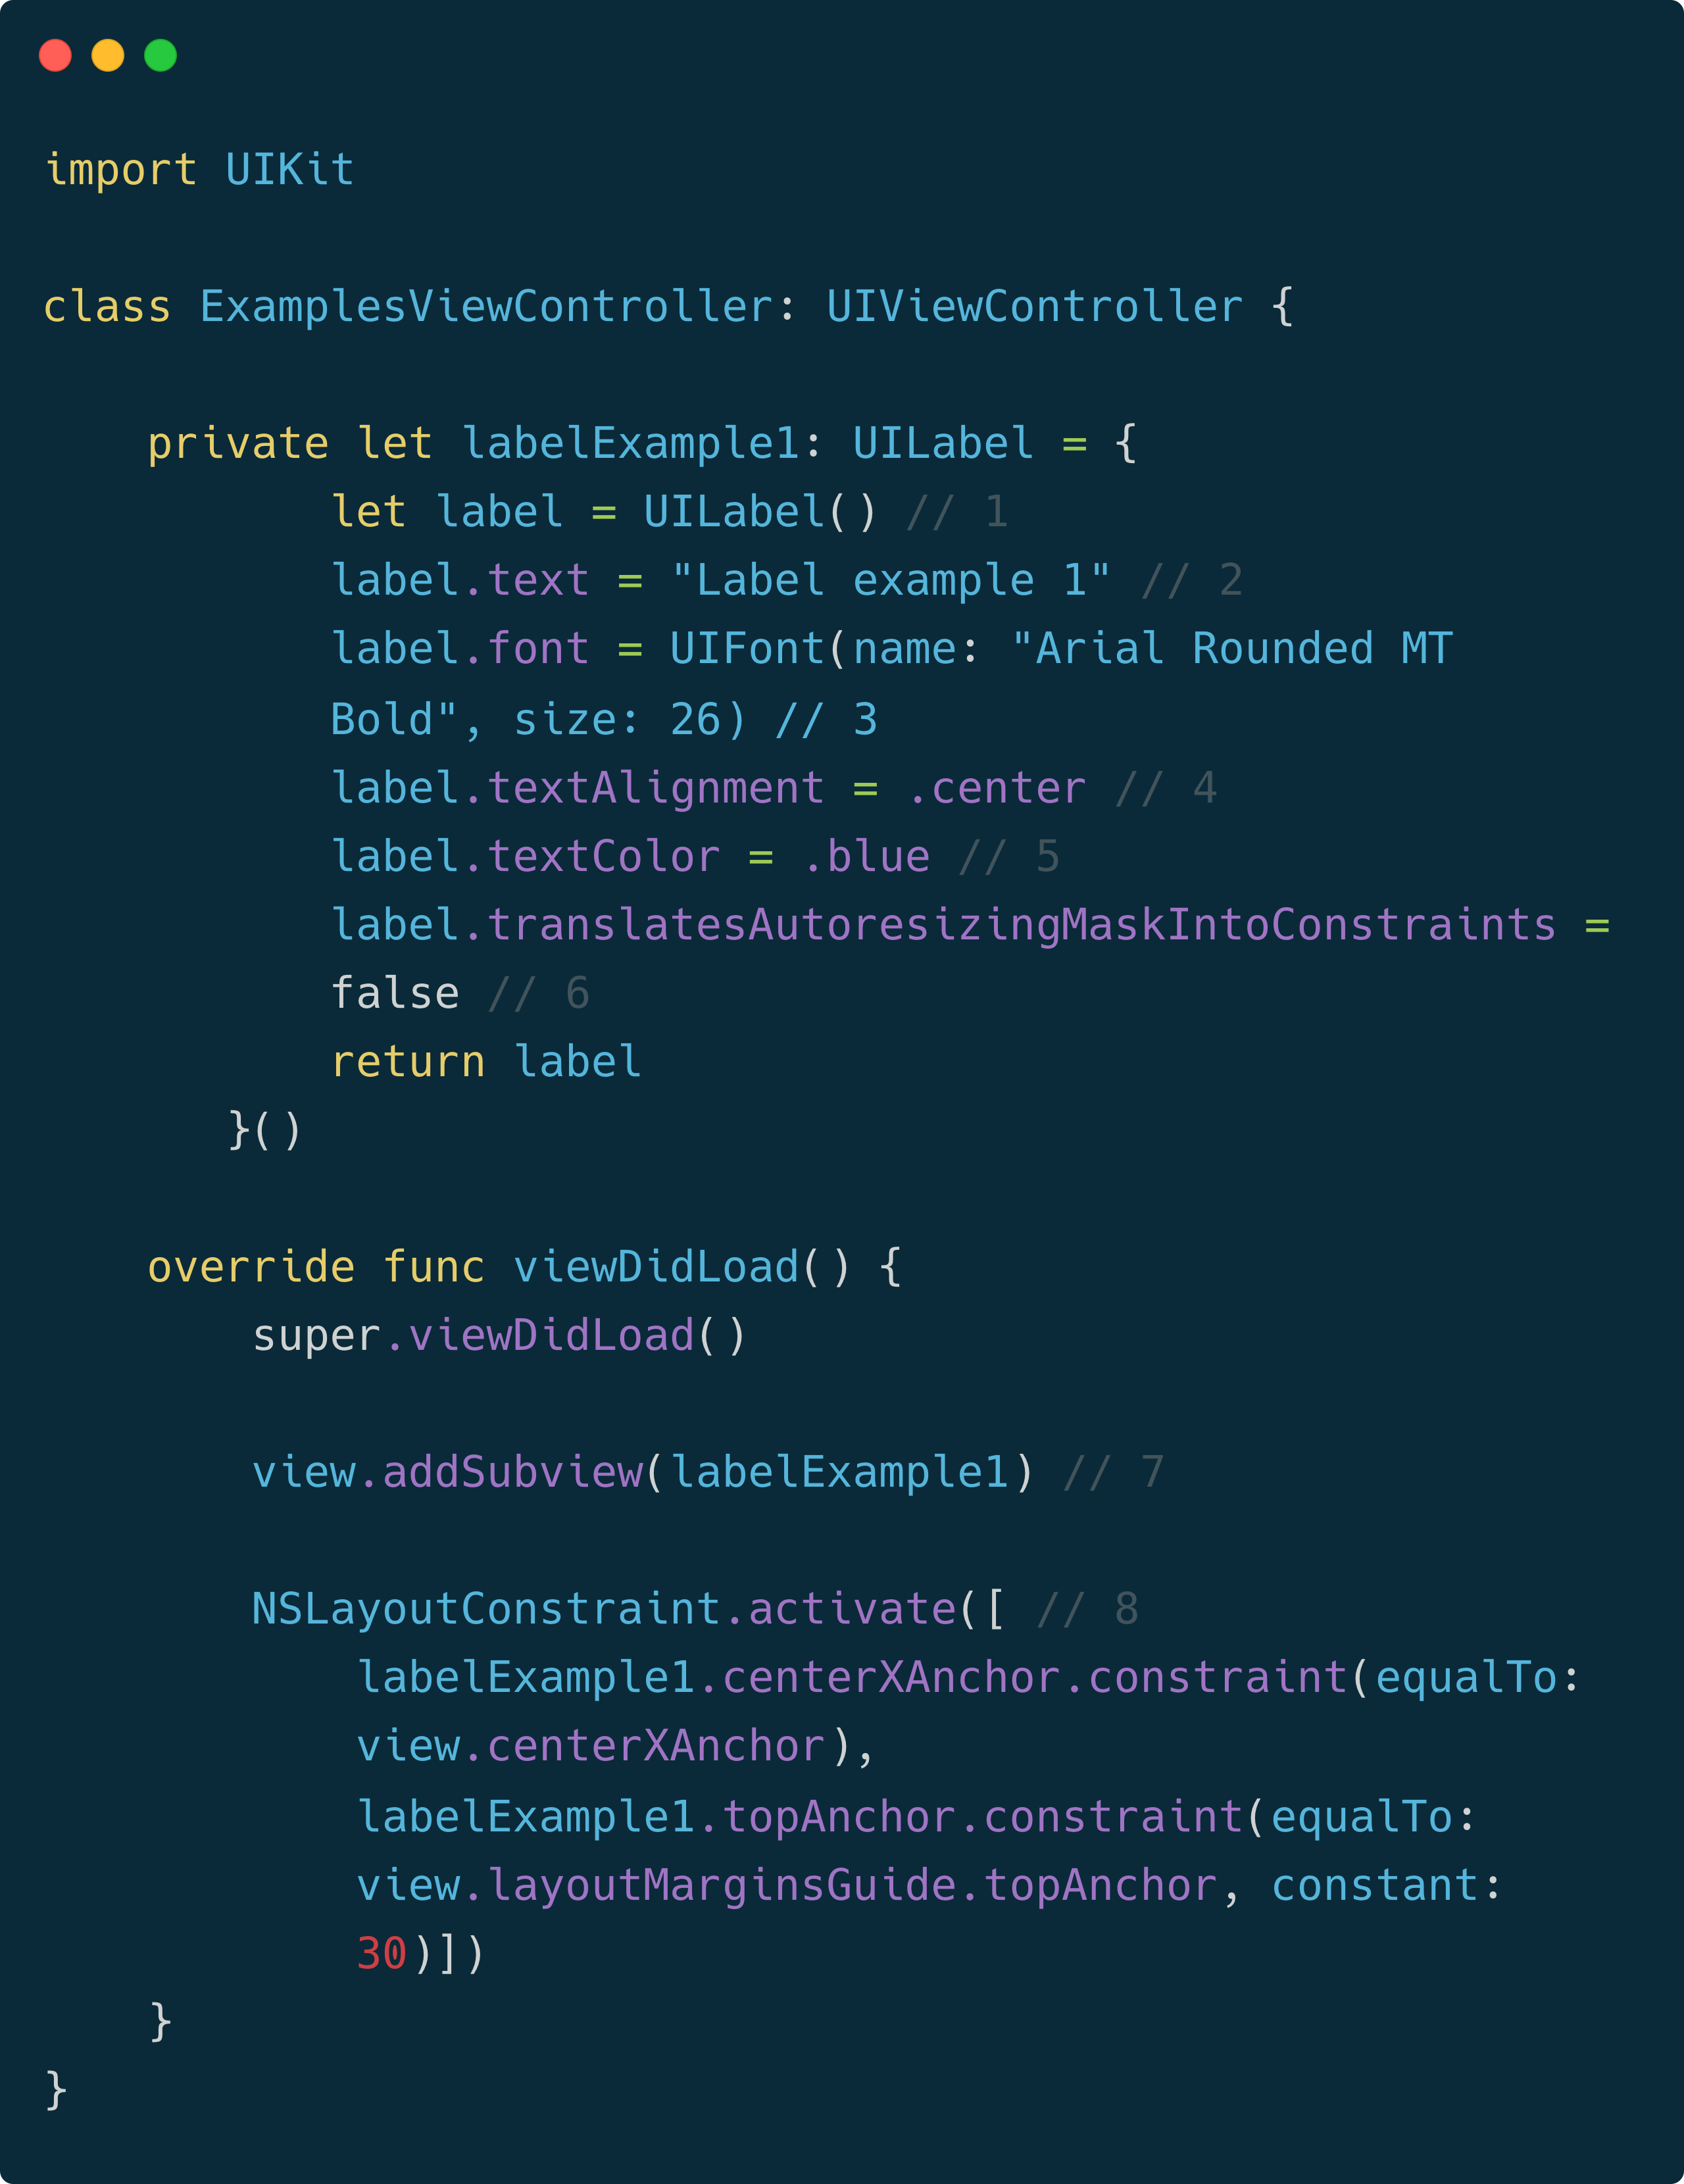 import UIKit
class ExamplesViewController: UIViewController {
private let labelExample1: UILabel = {
let label = UILabel() // 1
label.text = "Label example 1" // 2
label.font = UIFont(name: "Arial Rounded MT
Bold", size: 26) // 3
label.textAlignment = .center // 4
label.textColor = .blue // 5
label.translatesAutoresizingMaskIntoConstraints =
false // 6
return label
}()
override func viewDidLoad() {
super.viewDidLoad()
view.addSubview(labelExample1) // 7
NSLayoutConstraint.activate([ // 8
labelExample1.centerXAnchor.constraint(equalTo:
view.centerXAnchor),
labelExample1.topAnchor.constraint(equalTo:
view.layoutMarginsGuide.topAnchor, constant:
30)])
}
}